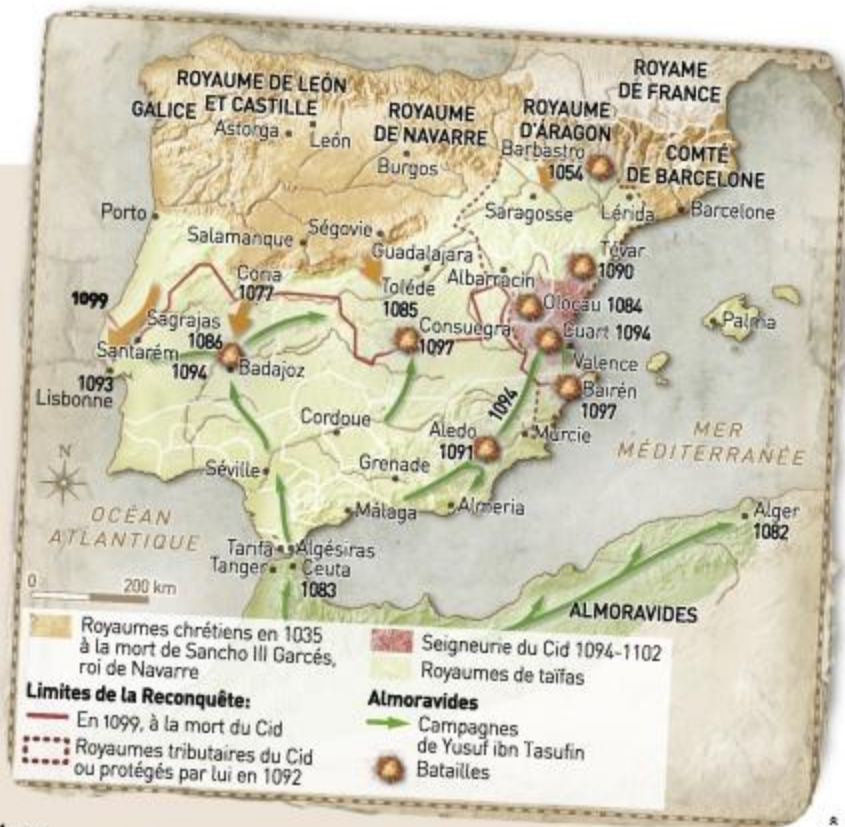 ROYAUME DE LEÓN
ET CASTILLE
GALICE
Astorga
León
ROYAUME
DE NAVARRE
Burgos
ROYAUME
D'ÁRAGON
Barbastro
1054
ROYAME
DE FRANCE
COMTÉ
DE BARCELONE
Saragosse
Lérida
Barcelone
Porto
Salamanque
Ségovie
Guadalajara
Albarracín
Tévar
1090
Coria
1077
Tolède
1085
Olocau 1084
Cuart 1094
Palma
1099
Sagrajas
1086
Santarém
1094
Badajoz
Consuegra
1097
Valence
1093
Lisbonne
Bairén
1097
1094
Cordoue
Aledo
1091
Murcie
MER
MÉDITERRANÉE
N
Séville
Grenade
Málaga
Almeria
OCÉAN
ATLANTIQUE
Alger
1082
Tarifa
Algésiras
Tanger
Ceuta
1083
0
200 km
ALMORAVIDES
Royaumes chrétiens en 1035
à la mort de Sancho III Garcés,
roi de Navarre
Limites de la Reconquête:
En 1099, à la mort du Cid
Royaumes tributaires du Cid
ou protégés par lui en 1092
Seigneurie du Cid 1094-1102
Royaumes de taïfas
Almoravides
Campagnes
de Yusuf ibn Tasufin
Batailles